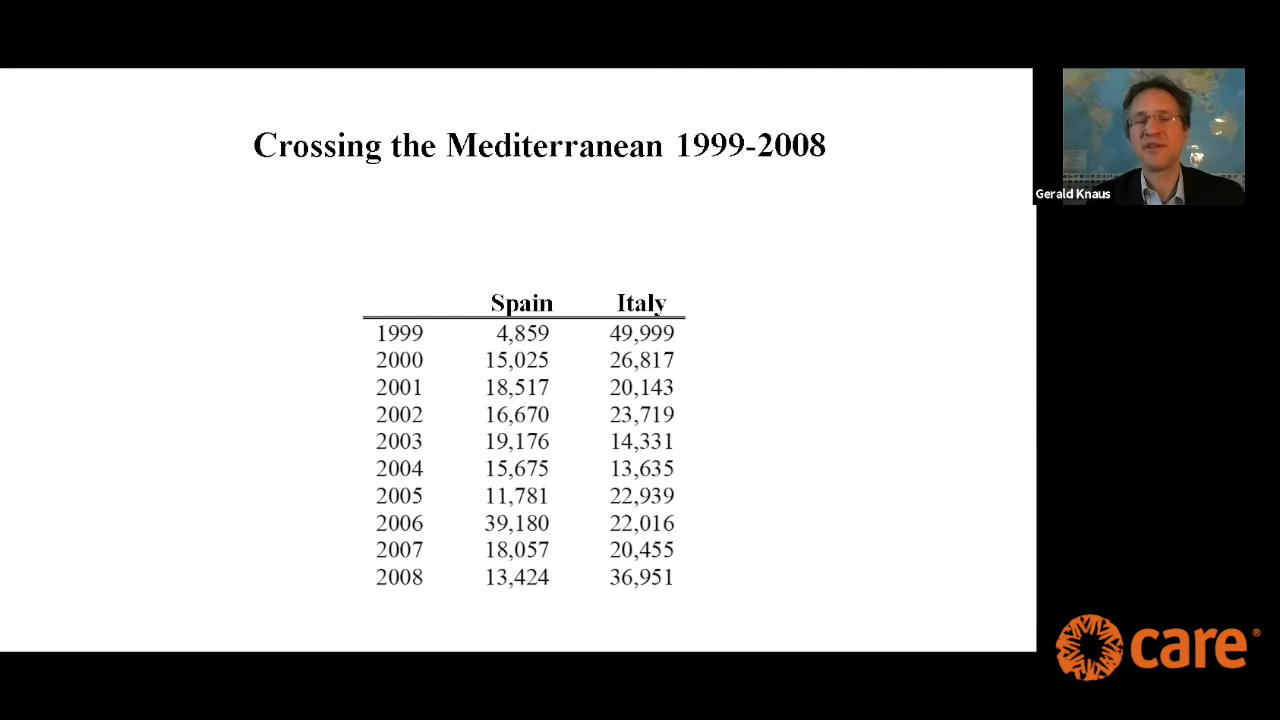 Crossing the Mediterranean 1999-2008
Gerald Knaus
Spain Italy
1999 4,859 49,999
2000 15,025 26,817
2001 18,517 20,143
2002 16,670 23,719
2003 19,176 14,331
2004 15,675 13,635
2005 11,781 22,939
2006 39,180 22,016
2007 18,057 20,455
2008 13,424 36,951
care®